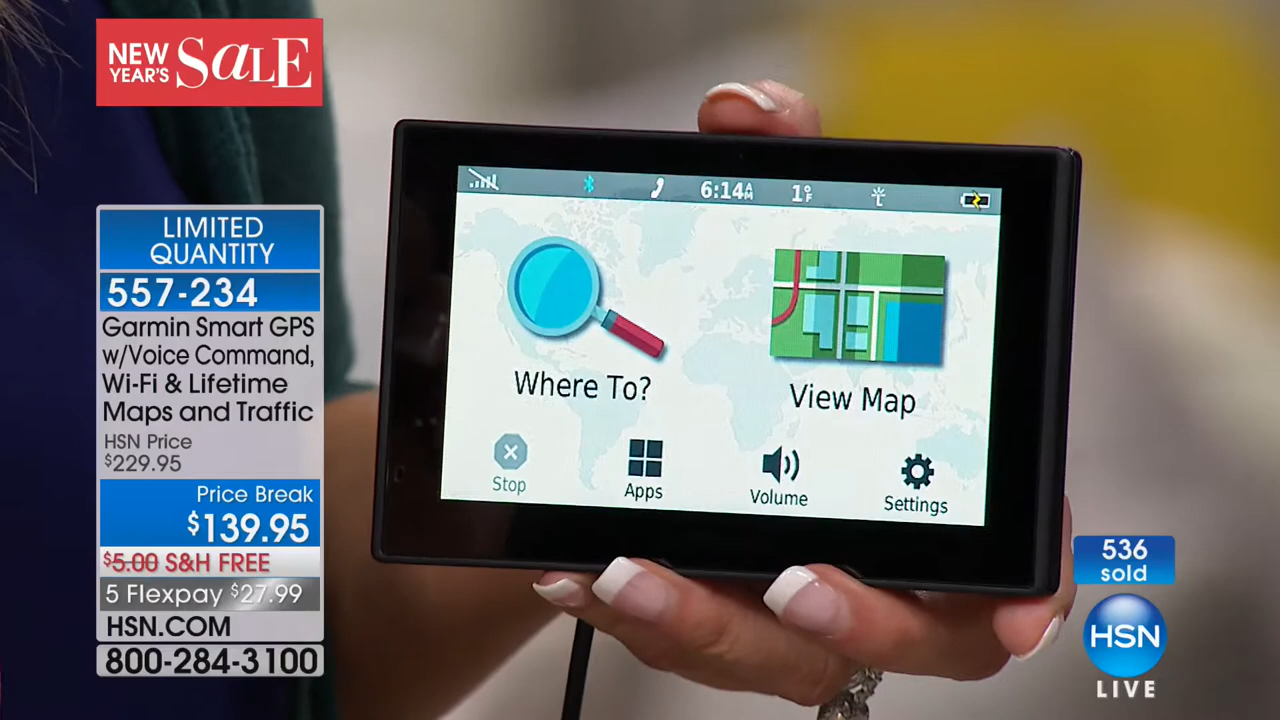 NEW
YEAR'S SALE
LIMITED
QUANTITY
557-234
Garmin Smart GPS
w/Voice Command,
Wi-Fi & Lifetime
Maps and Traffic
HSN Price
$229.95
Price Break
$139.95
$5.00 S&H FREE
5 Flexpay $27.99
HSN.COM
800-284-3100
6:14AM 1°F
Where To?
View Map
Stop
Apps
Volume
Settings
536
sold
HSN
LIVE